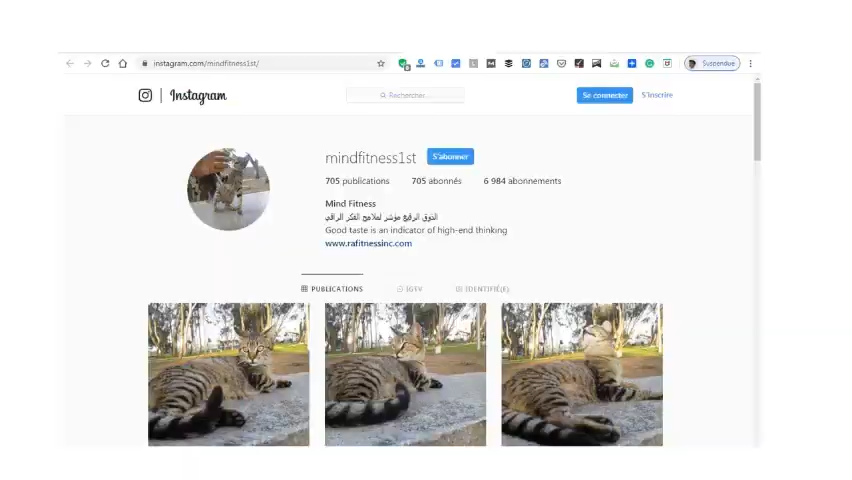 instagram.com/mindfitness1st/
Suspendue
Instagram
Rechercher
Se connecter
S'inscrire
mindfitness1st
S'abonner
705 publications 705 abonnés 6 984 abonnements
Mind Fitness
الذوق الرفيع مؤشر لملامح الفكر الراقي
Good taste is an indicator of high-end thinking
www.rafitnessinc.com
PUBLICATIONS
IGTV
IDENTIFIÉ(E)